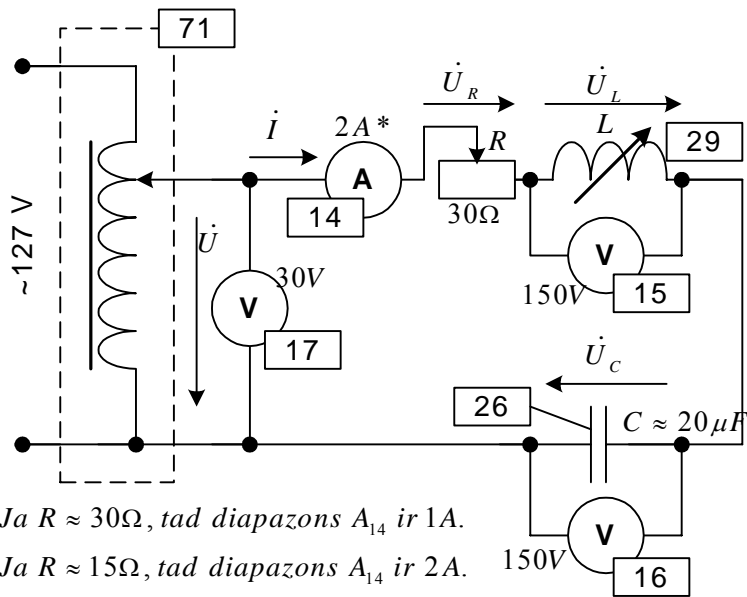 71
U̇_R
U̇_L
İ
2A*
R
L
29
A
14
30Ω
~127 V
U̇
30V
V
17
V
150V
15
U̇_C
26
C ≈ 20μF
V
150V
16
Ja R ≈ 30Ω, tad diapazons A₁₄ ir 1A.
Ja R ≈ 15Ω, tad diapazons A₁₄ ir 2A.